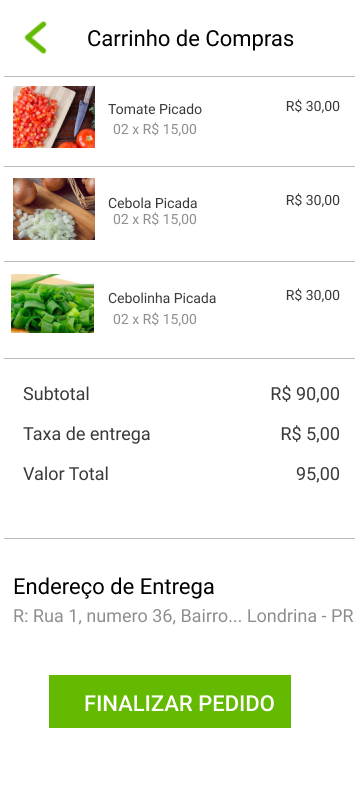 Carrinho de Compras
Tomate Picado R$ 30,00
02 x R$ 15,00
Cebola Picada R$ 30,00
02 x R$ 15,00
Cebolinha Picada R$ 30,00
02 x R$ 15,00
Subtotal R$ 90,00
Taxa de entrega R$ 5,00
Valor Total 95,00
Endereço de Entrega
R: Rua 1, numero 36, Bairro... Londrina - PR
FINALIZAR PEDIDO